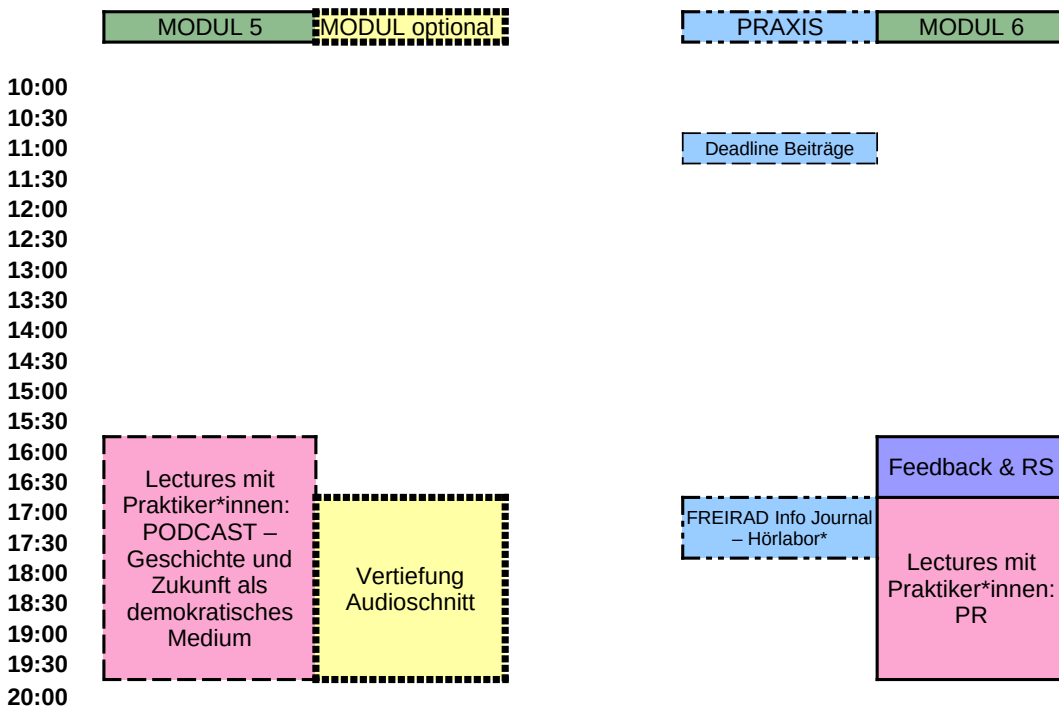 MODUL 5 MODUL optional PRAXIS MODUL 6
10:00
10:30
11:00 Deadline Beiträge
11:30
12:00
12:30
13:00
13:30
14:00
14:30
15:00
15:30
16:00
16:30
17:00
17:30
18:00
18:30
19:00
19:30
20:00
Lectures mit
Praktiker*innen:
PODCAST –
Geschichte und
Zukunft als
demokratisches
Medium
Vertiefung
Audioschnitt
FREIRAD Info Journal
– Hörlabor*
Feedback & RS
Lectures mit
Praktiker*innen:
PR